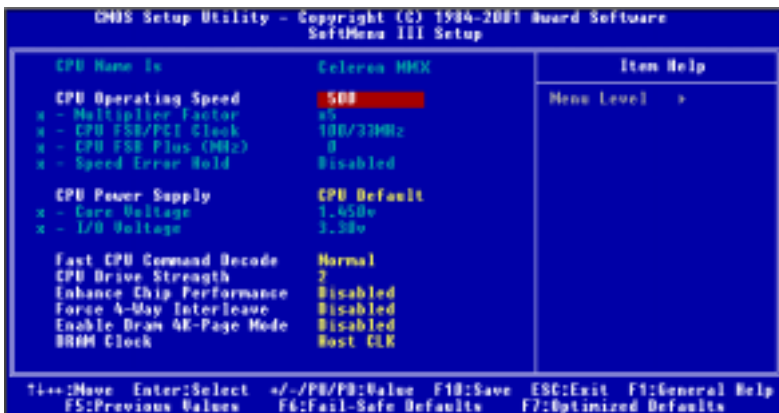 CMOS Setup Utility - Copyright (C) 1984-2001 Award Software
SoftMenu III Setup
CPU Name Is Celeron MMX
CPU Operating Speed 500
x - Multiplier Factor x5
x - CPU FSB/PCI Clock 100/33MHz
x - CPU FSB Plus (MHz) 0
x - Speed Error Hold Disabled
CPU Power Supply CPU Default
x - Core Voltage 1.450v
x - I/O Voltage 3.30v
Fast CPU Command Decode Normal
CPU Drive Strength 2
Enhance Chip Performance Disabled
Force 4-Way Interleave Disabled
Enable Dram 4K-Page Mode Disabled
DRAM Clock Host CLK
Item Help
Menu Level ▸
↑↓→←:Move Enter:Select +/-/PU/PD:Value F10:Save ESC:Exit F1:General Help
F5:Previous Values F6:Fail-Safe Defaults F7:Optimized Defaults